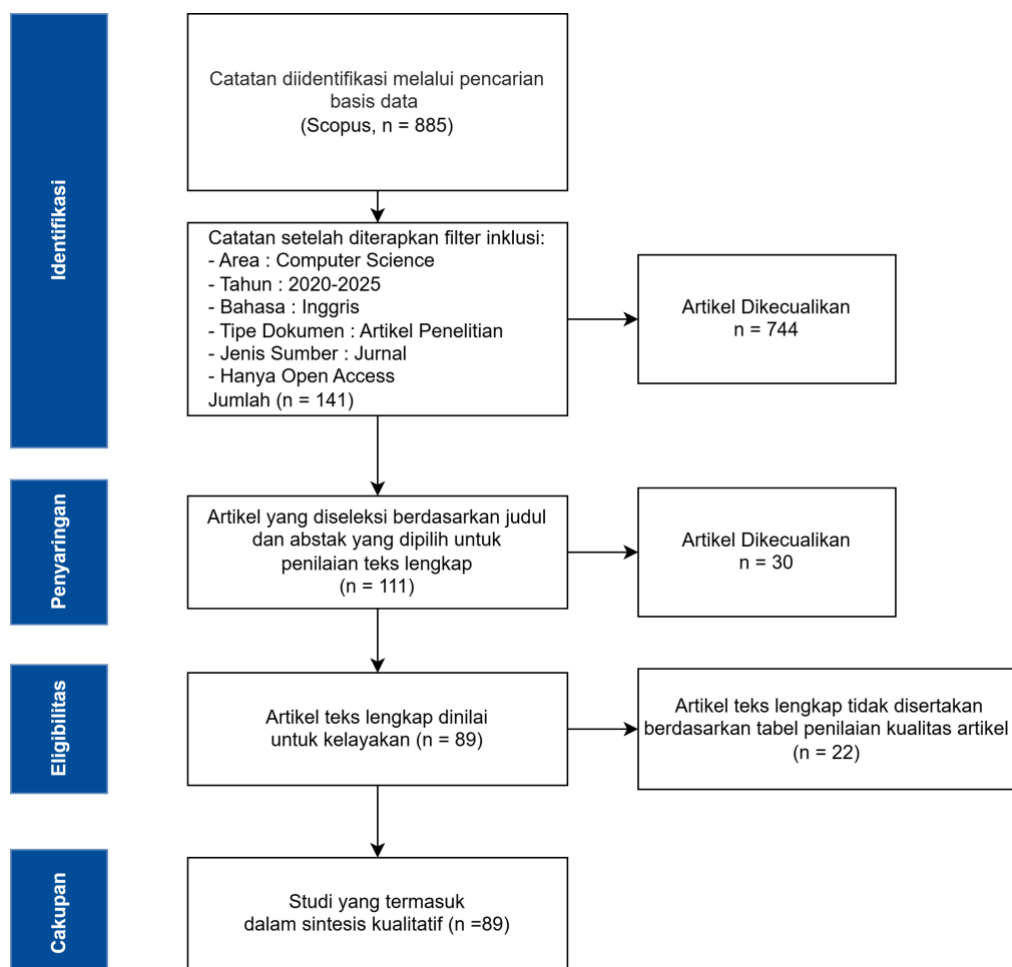 Identifikasi
Catatan diidentifikasi melalui pencarian
basis data
(Scopus, n = 885)
Catatan setelah diterapkan filter inklusi:
- Area : Computer Science
- Tahun : 2020-2025
- Bahasa : Inggris
- Tipe Dokumen : Artikel Penelitian
- Jenis Sumber : Jurnal
- Hanya Open Access
Jumlah (n = 141)
Artikel Dikecualikan
n = 744
Penyaringan
Artikel yang diseleksi berdasarkan judul
dan abstak yang dipilih untuk
penilaian teks lengkap
(n = 111)
Artikel Dikecualikan
n = 30
Eligibilitas
Artikel teks lengkap dinilai
untuk kelayakan (n = 89)
Artikel teks lengkap tidak disertakan
berdasarkan tabel penilaian kualitas artikel
(n = 22)
Cakupan
Studi yang termasuk
dalam sintesis kualitatif (n =89)